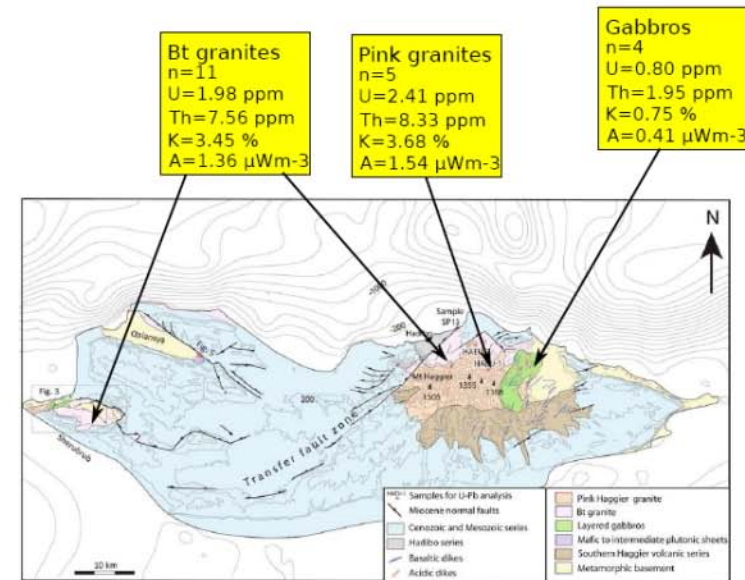 Bt granites
n=11
U=1.98 ppm
Th=7.56 ppm
K=3.45 %
A=1.36 µWm-3
Pink granites
n=5
U=2.41 ppm
Th=8.33 ppm
K=3.68 %
A=1.54 µWm-3
Gabbros
n=4
U=0.80 ppm
Th=1.95 ppm
K=0.75 %
A=0.41 µWm-3
N
-1000
-200
Sample
SP13
Mt Haggier
1505
1355
200
Fig. 3
Transfer fault zone
10 km
Samples for U-Pb analysis
Miocene normal faults
Cenozoic and Mesozoic series
Hadibo series
Basaltic dikes
Acidic dikes
Pink Haggier granite
Bt granite
Layered gabbros
Mafic to intermediate plutonic sheets
Southern Haggier volcanic series
Metamorphic basement